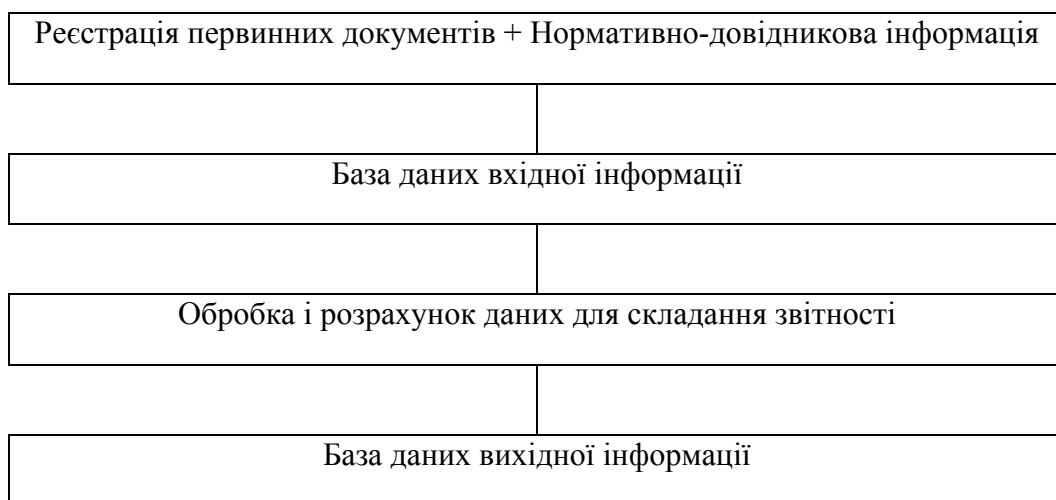 Реєстрація первинних документів + Нормативно-довідникова інформація
База даних вхідної інформації
Обробка і розрахунок даних для складання звітності
База даних вихідної інформації